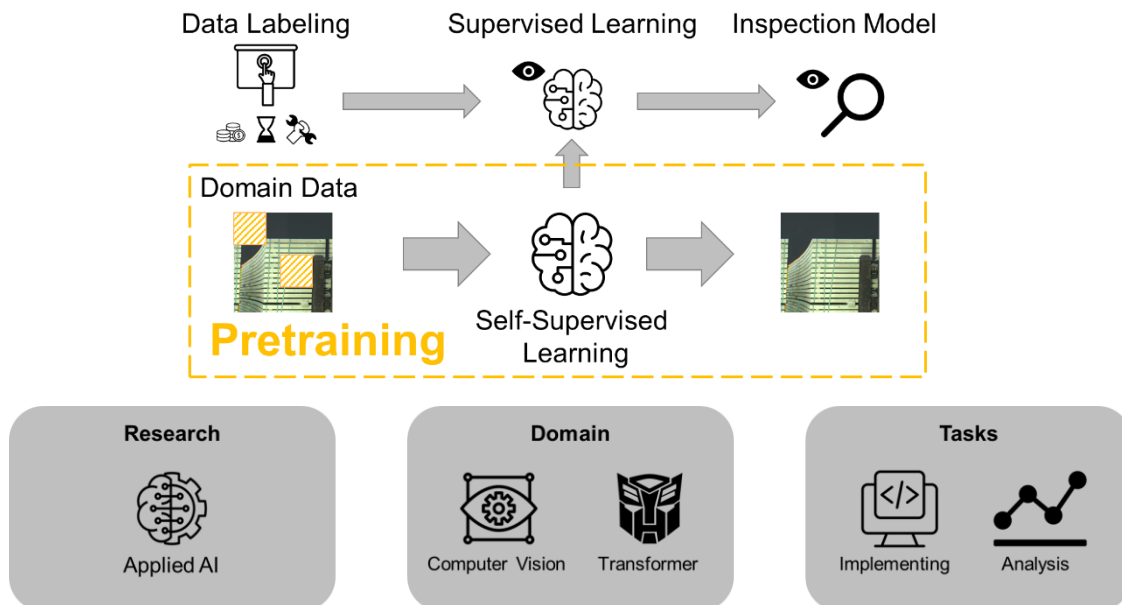 Data Labeling
Supervised Learning
Inspection Model
Domain Data
Pretraining
Self-Supervised
Learning
Research
Applied AI
Domain
Computer Vision
Transformer
Tasks
</>
Implementing
Analysis